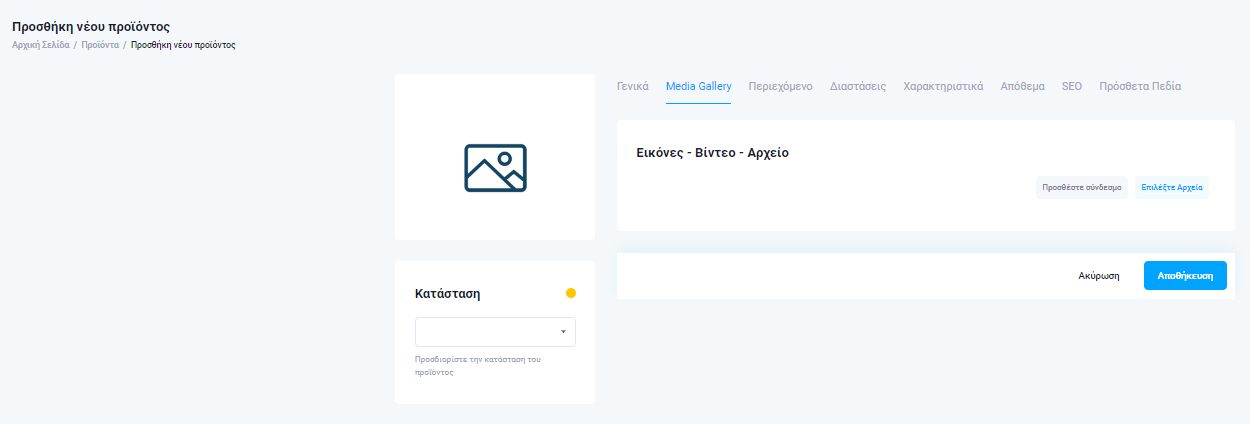 Προσθήκη νέου προϊόντος
Αρχική Σελίδα / Προϊόντα / Προσθήκη νέου προϊόντος
Γενικά Media Gallery Περιεχόμενο Διαστάσεις Χαρακτηριστικά Απόθεμα SEO Πρόσθετα Πεδία
Εικόνες - Βίντεο - Αρχείο
Προσθέστε σύνδεσμο Επιλέξτε Αρχεία
Ακύρωση Αποθήκευση
Κατάσταση
Προσδιορίστε την κατάσταση του
προϊόντος